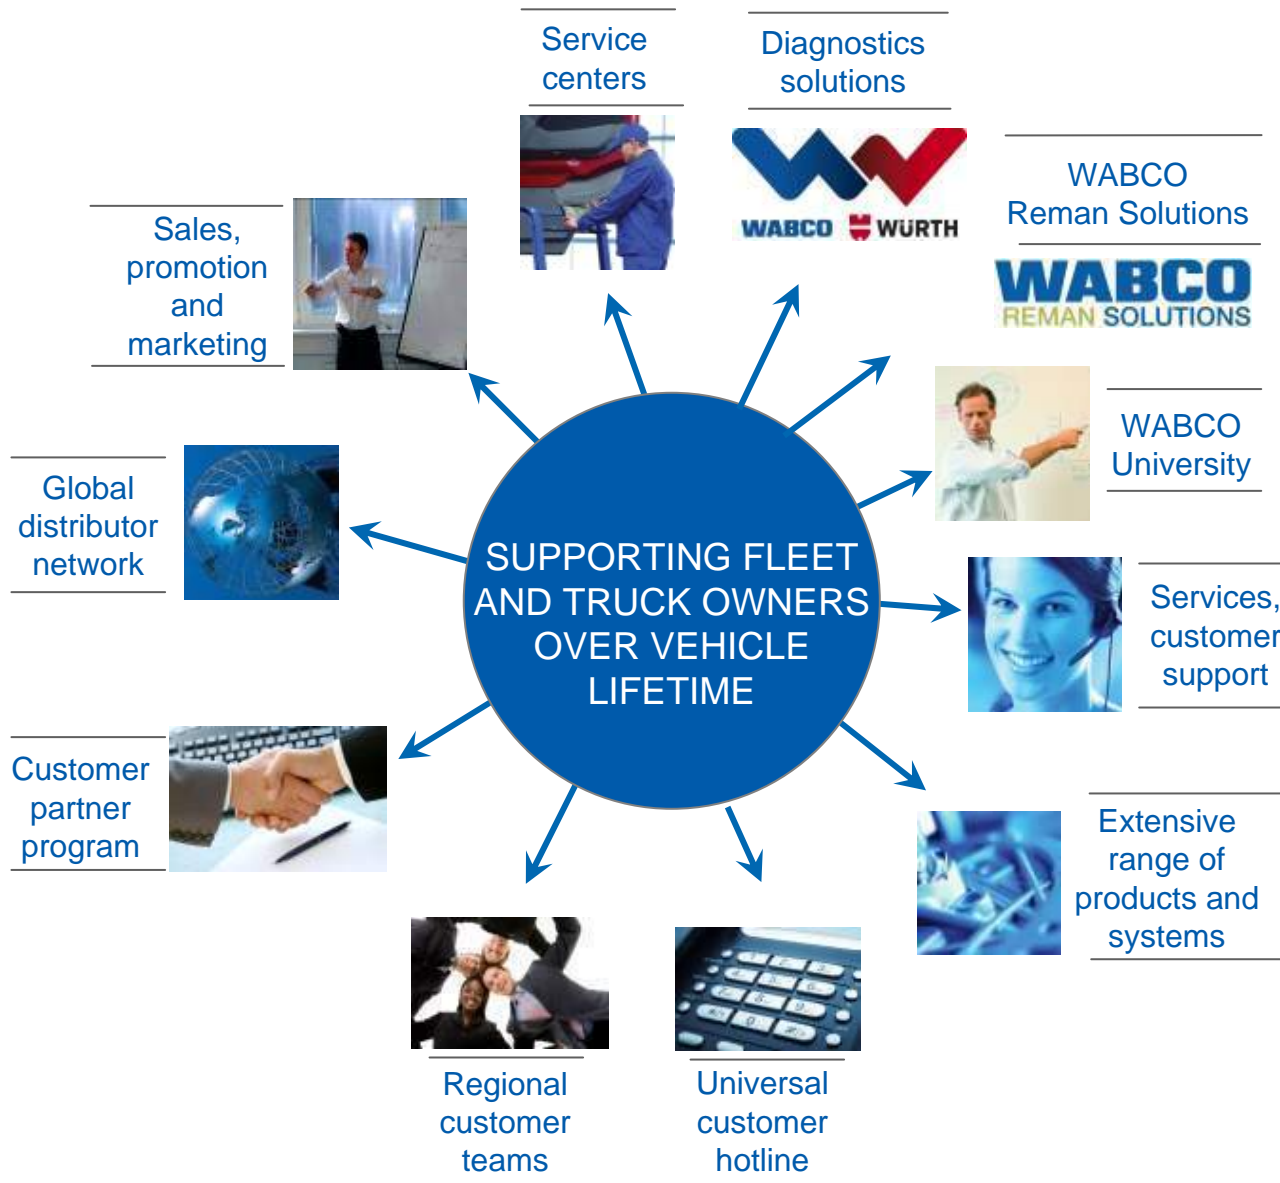 Service
centers
Diagnostics
solutions
WABCO WÜRTH
WABCO
Reman Solutions
WABCO
REMAN SOLUTIONS
Sales,
promotion
and
marketing
WABCO
University
Global
distributor
network
SUPPORTING FLEET
AND TRUCK OWNERS
OVER VEHICLE
LIFETIME
Services,
customer
support
Customer
partner
program
Extensive
range of
products and
systems
Regional
customer
teams
Universal
customer
hotline